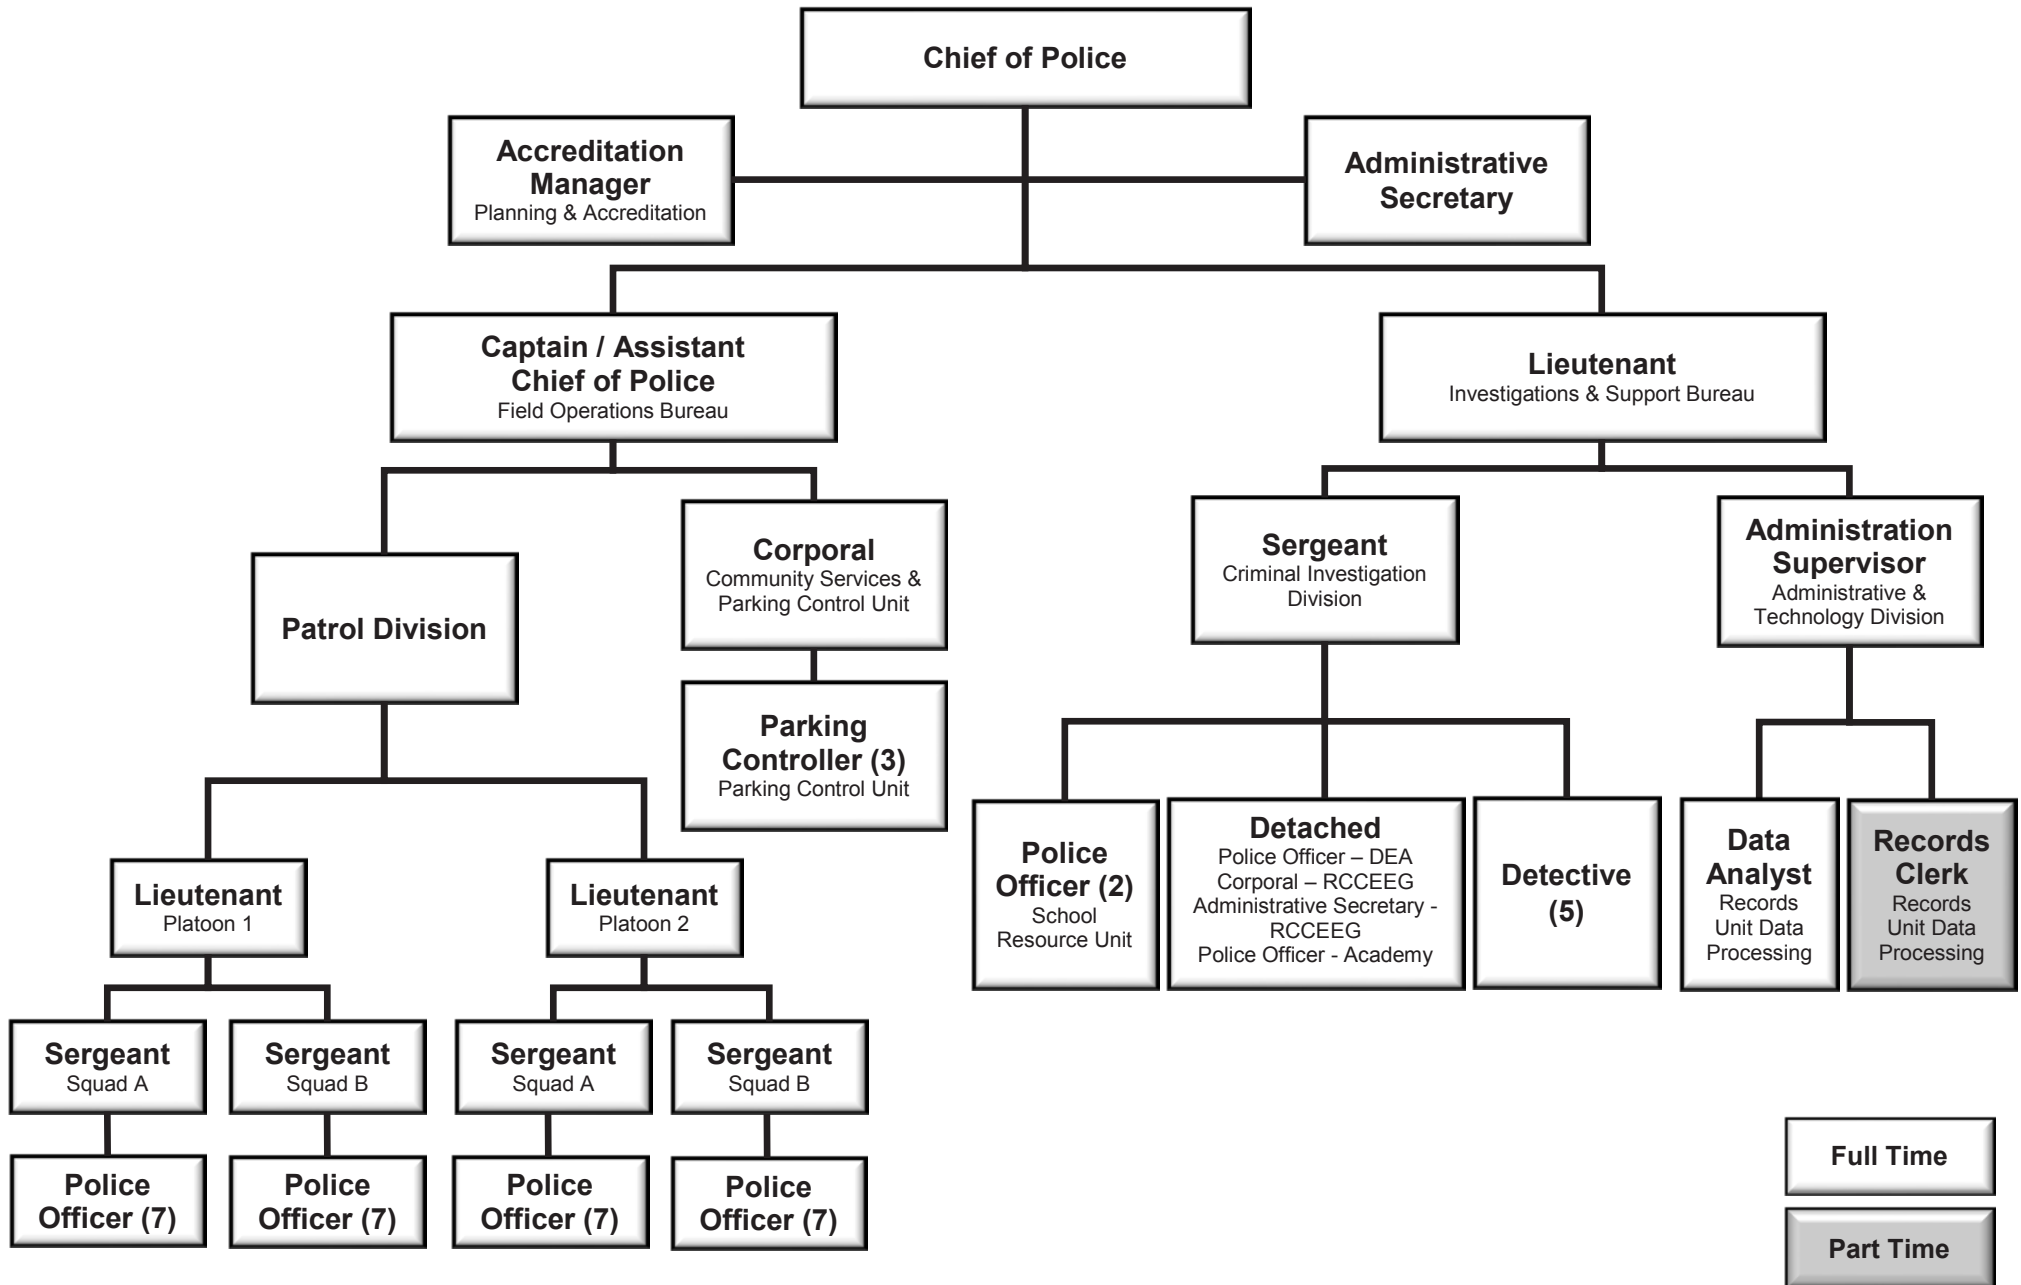 Chief of Police
Accreditation
Manager
Planning & Accreditation
Administrative
Secretary
Captain / Assistant
Chief of Police
Field Operations Bureau
Lieutenant
Investigations & Support Bureau
Patrol Division
Corporal
Community Services &
Parking Control Unit
Parking
Controller (3)
Parking Control Unit
Sergeant
Criminal Investigation
Division
Administration
Supervisor
Administrative &
Technology Division
Lieutenant
Platoon 1
Lieutenant
Platoon 2
Police
Officer (2)
School
Resource Unit
Detached
Police Officer – DEA
Corporal – RCCEEG
Administrative Secretary -
RCCEEG
Police Officer - Academy
Detective
(5)
Data
Analyst
Records
Unit Data
Processing
Records
Clerk
Records
Unit Data
Processing
Sergeant
Squad A
Sergeant
Squad B
Sergeant
Squad A
Sergeant
Squad B
Police
Officer (7)
Police
Officer (7)
Police
Officer (7)
Police
Officer (7)
Full Time
Part Time